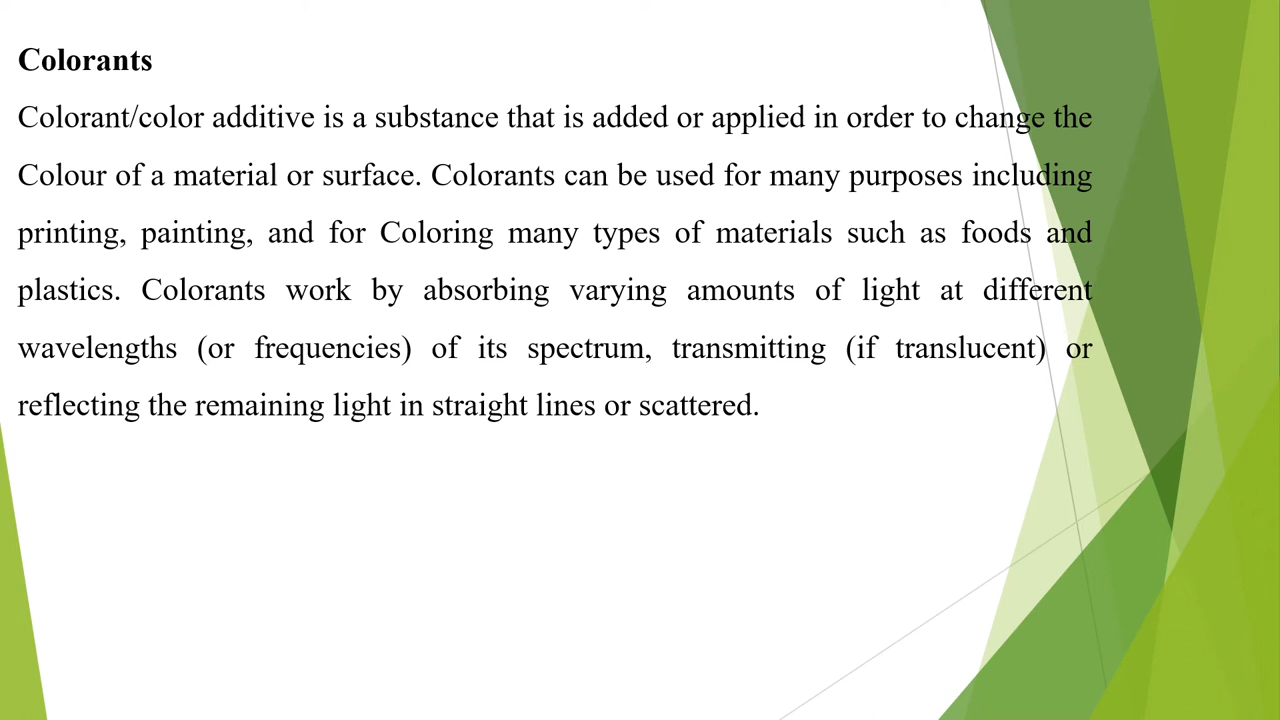 Colorants
Colorant/color additive is a substance that is added or applied in order to change the
Colour of a material or surface. Colorants can be used for many purposes including
printing, painting, and for Coloring many types of materials such as foods and
plastics. Colorants work by absorbing varying amounts of light at different
wavelengths (or frequencies) of its spectrum, transmitting (if translucent) or
reflecting the remaining light in straight lines or scattered.